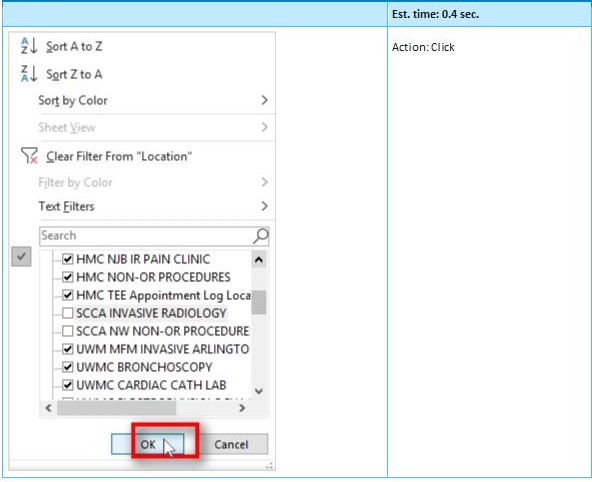 Est. time: 0.4 sec.
Action: Click
Sort A to Z
Sort Z to A
Sort by Color
Sheet View
Clear Filter From "Location"
Filter by Color
Text Filters
Search
HMC NJB IR PAIN CLINIC
HMC NON-OR PROCEDURES
HMC TEE Appointment Log Loca
SCCA INVASIVE RADIOLOGY
SCCA NW NON-OR PROCEDURE
UWM MFM INVASIVE ARLINGTO
UWMC BRONCHOSCOPY
UWMC CARDIAC CATH LAB
OK
Cancel